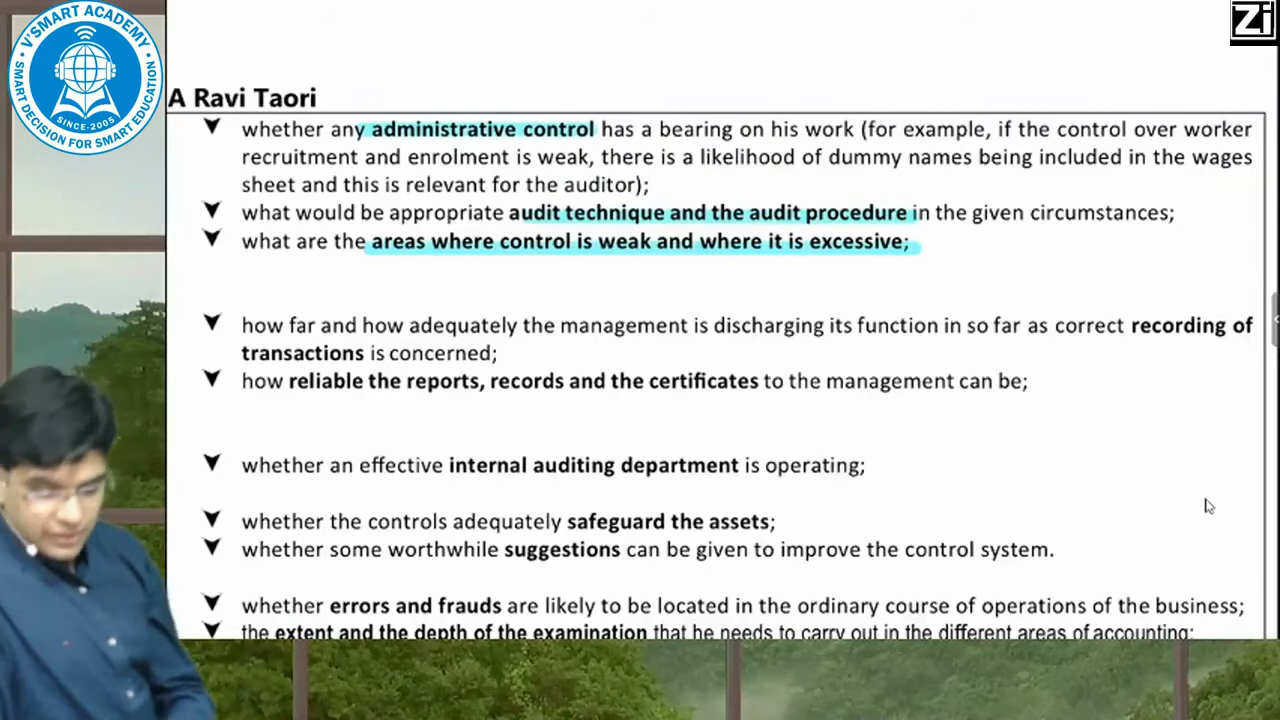 V'SMART ACADEMY
SMART DECISION FOR SMART EDUCATION
SINCE-2005
Zi
A Ravi Taori
whether any administrative control has a bearing on his work (for example, if the control over worker
recruitment and enrolment is weak, there is a likelihood of dummy names being included in the wages
sheet and this is relevant for the auditor);
what would be appropriate audit technique and the audit procedure in the given circumstances;
what are the areas where control is weak and where it is excessive;
how far and how adequately the management is discharging its function in so far as correct recording of
transactions is concerned;
how reliable the reports, records and the certificates to the management can be;
whether an effective internal auditing department is operating;
whether the controls adequately safeguard the assets;
whether some worthwhile suggestions can be given to improve the control system.
whether errors and frauds are likely to be located in the ordinary course of operations of the business;
the extent and the depth of the examination that he needs to carry out in the different areas of accounting;